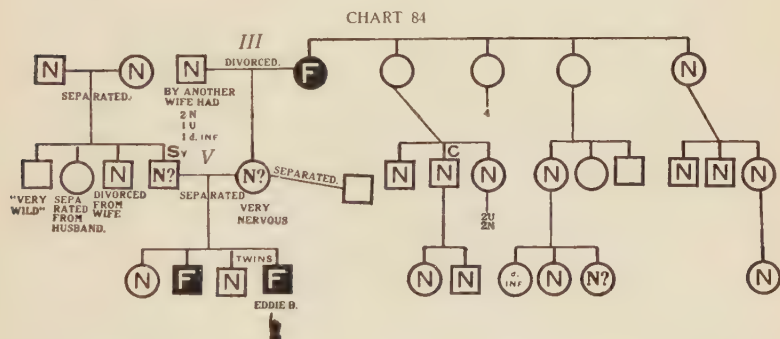 CHART 84
III
N N N DIVORCED. F N
SEPARATED.
BY ANOTHER
WIFE HAD
2 N
1 U
1 d. INF
4
Sy V C
N N? N? SEPARATED. N N N N N N N
"VERY
WILD"
SEPA
RATED
FROM
HUSBAND.
DIVORCED
FROM
WIFE
SEPARATED
VERY
NERVOUS
2U
2N
TWINS
N F N F N N d.
INF N N? N
EDDIE B.